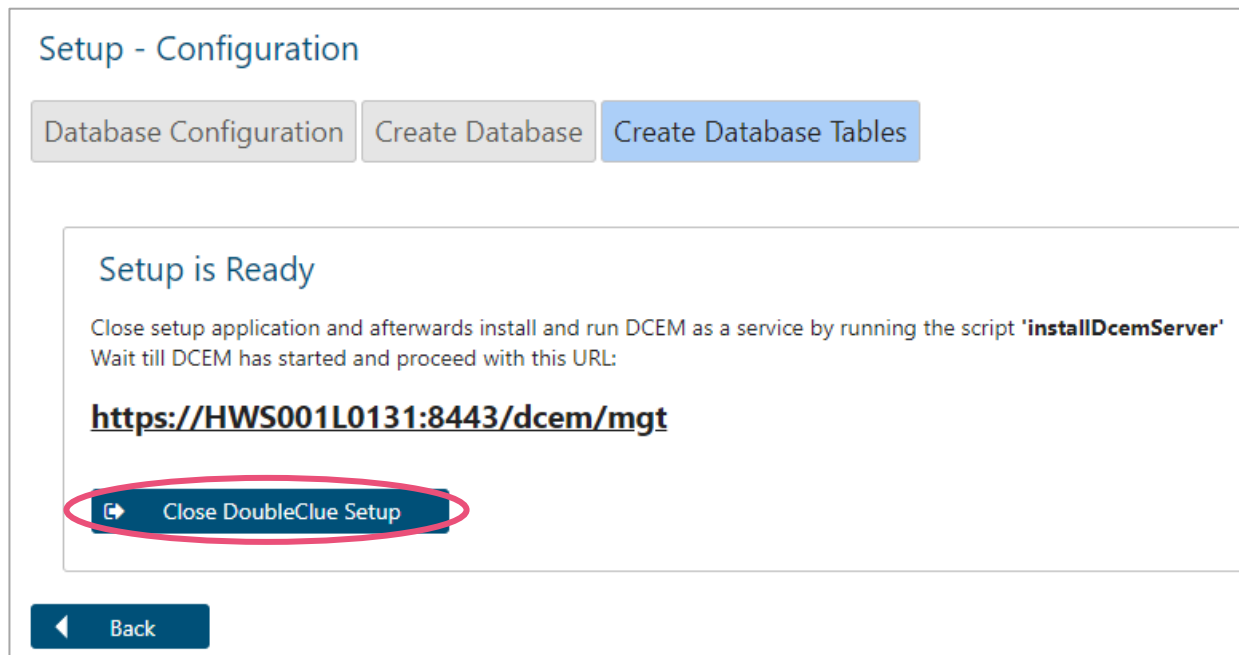 Setup - Configuration
Database Configuration Create Database Create Database Tables
Setup is Ready
Close setup application and afterwards install and run DCEM as a service by running the script 'installDcemServer'
Wait till DCEM has started and proceed with this URL:
https://HWS001L0131:8443/dcem/mgt
Close DoubleClue Setup
Back